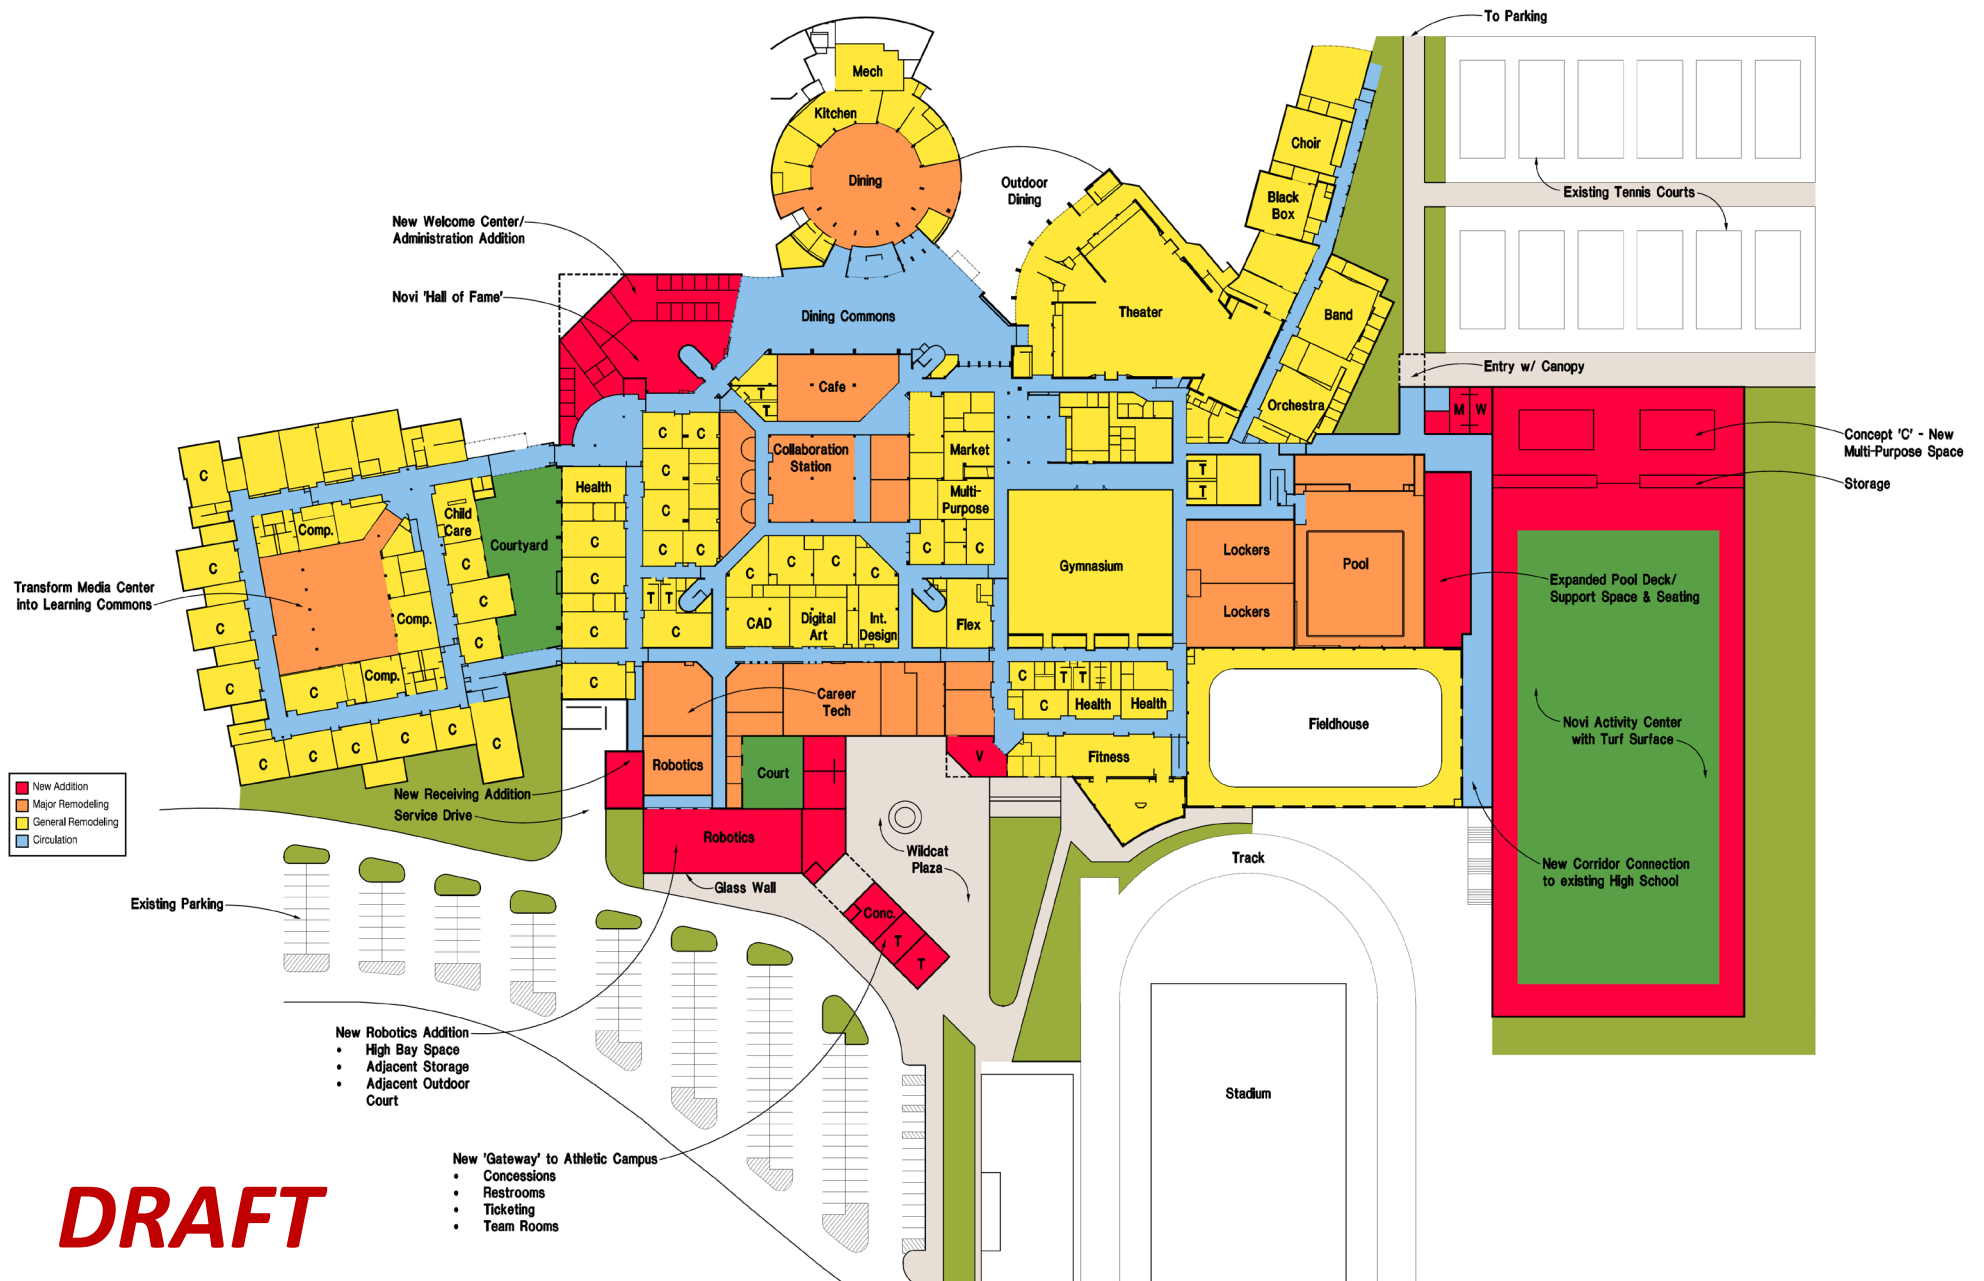 To Parking
Mech
Kitchen
Choir
Dining
Outdoor
Dining
Existing Tennis Courts
Black
Box
New Welcome Center/
Administration Addition
Novi 'Hall of Fame'
Dining Commons
Theater
Band
Entry w/ Canopy
Cafe
T
T
Orchestra
M W
Concept 'C' - New
Multi-Purpose Space
C C
Collaboration
Station
Market
C
C
T
Storage
Health
Multi-
Purpose
T
Child
Care
Comp.
C
Courtyard
C
C C
C C
Lockers
C
C
Gymnasium
Pool
C
C
C
C
C
Transform Media Center
into Learning Commons
Expanded Pool Deck/
Support Space & Seating
T T
C
Comp.
Lockers
C
C
C
C
CAD
Digital
Art
Int.
Design
Flex
C
Comp.
C
C
C
C
T T
Career
Tech
C
Health
Health
Novi Activity Center
with Turf Surface
Fieldhouse
C
C
C
C
C
C
Robotics
Court
V
Fitness
New Addition
Major Remodeling
General Remodeling
Circulation
New Receiving Addition
Service Drive
Robotics
Wildcat
Plaza
Track
New Corridor Connection
to existing High School
Glass Wall
Existing Parking
Conc.
T
T
New Robotics Addition
• High Bay Space
• Adjacent Storage
• Adjacent Outdoor
Court
Stadium
New 'Gateway' to Athletic Campus
• Concessions
• Restrooms
• Ticketing
• Team Rooms
DRAFT